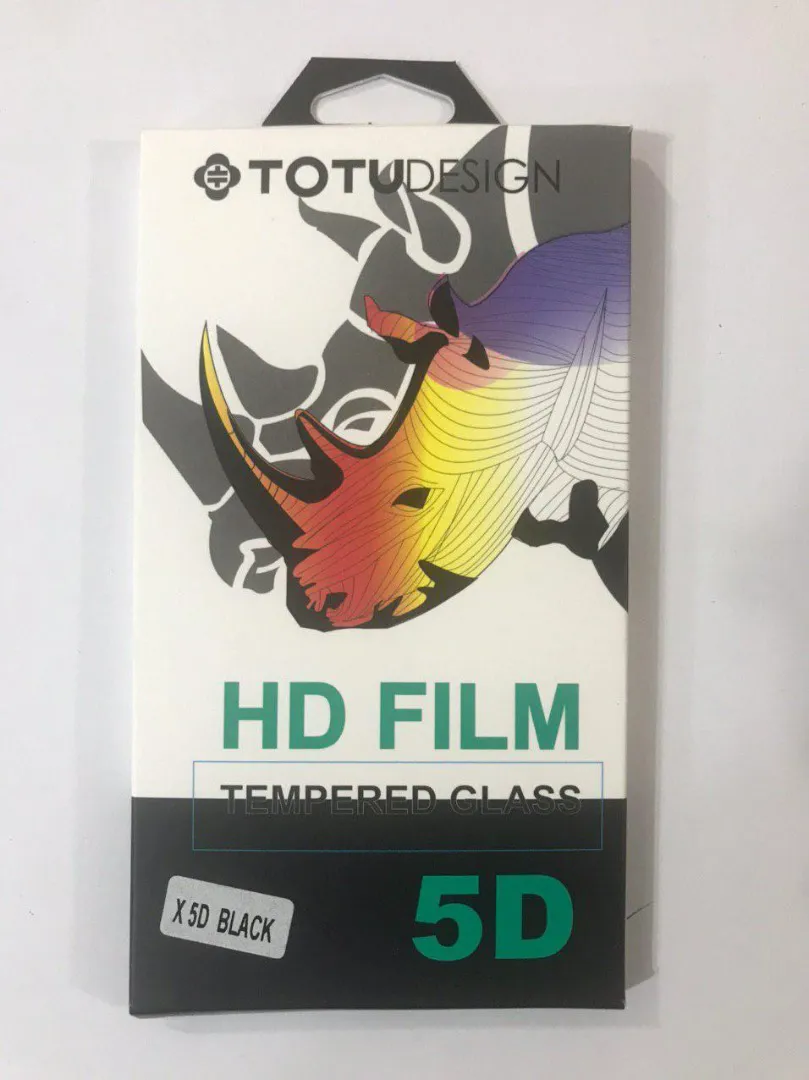 TOTUDESIGN
HD FILM
TEMPERED GLASS
5D
X 5D BLACK